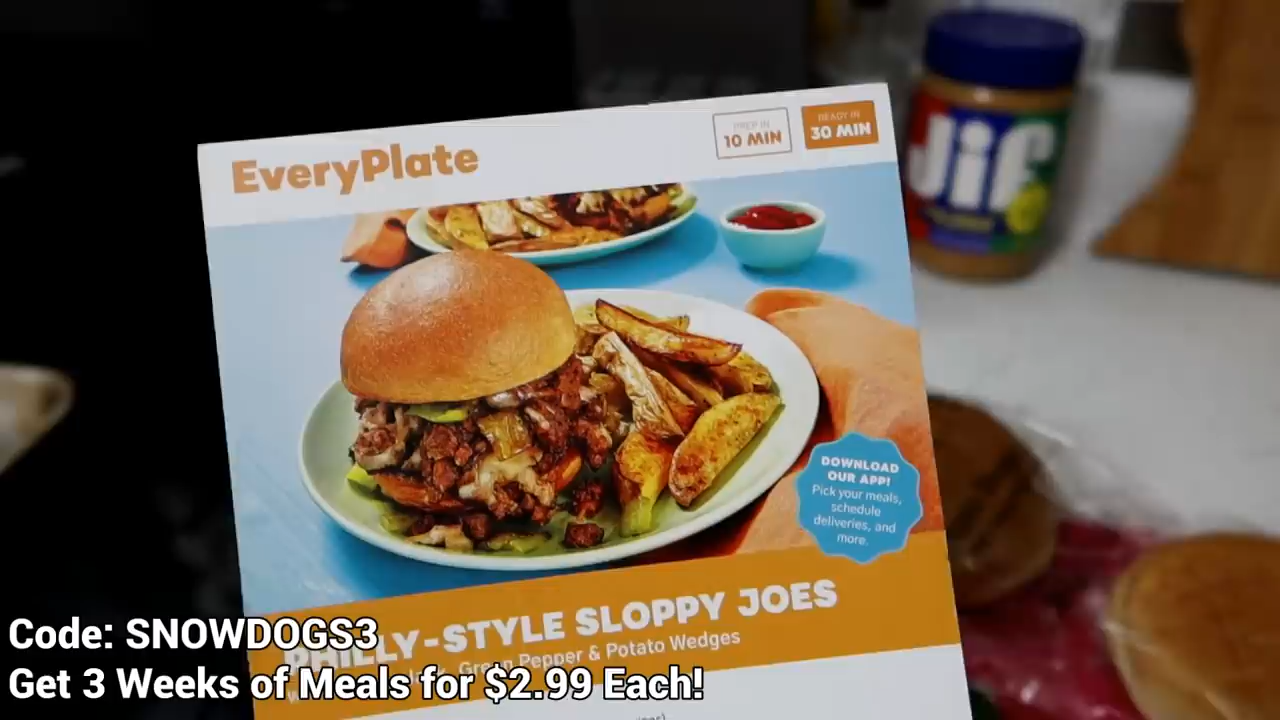 EveryPlate
PREP IN
10 MIN
READY IN
30 MIN
Jif
DOWNLOAD
OUR APP!
Pick your meals,
schedule
deliveries, and
more.
PHILLY-STYLE SLOPPY JOES
Green Pepper & Potato Wedges
Code: SNOWDOGS3
Get 3 Weeks of Meals for $2.99 Each!